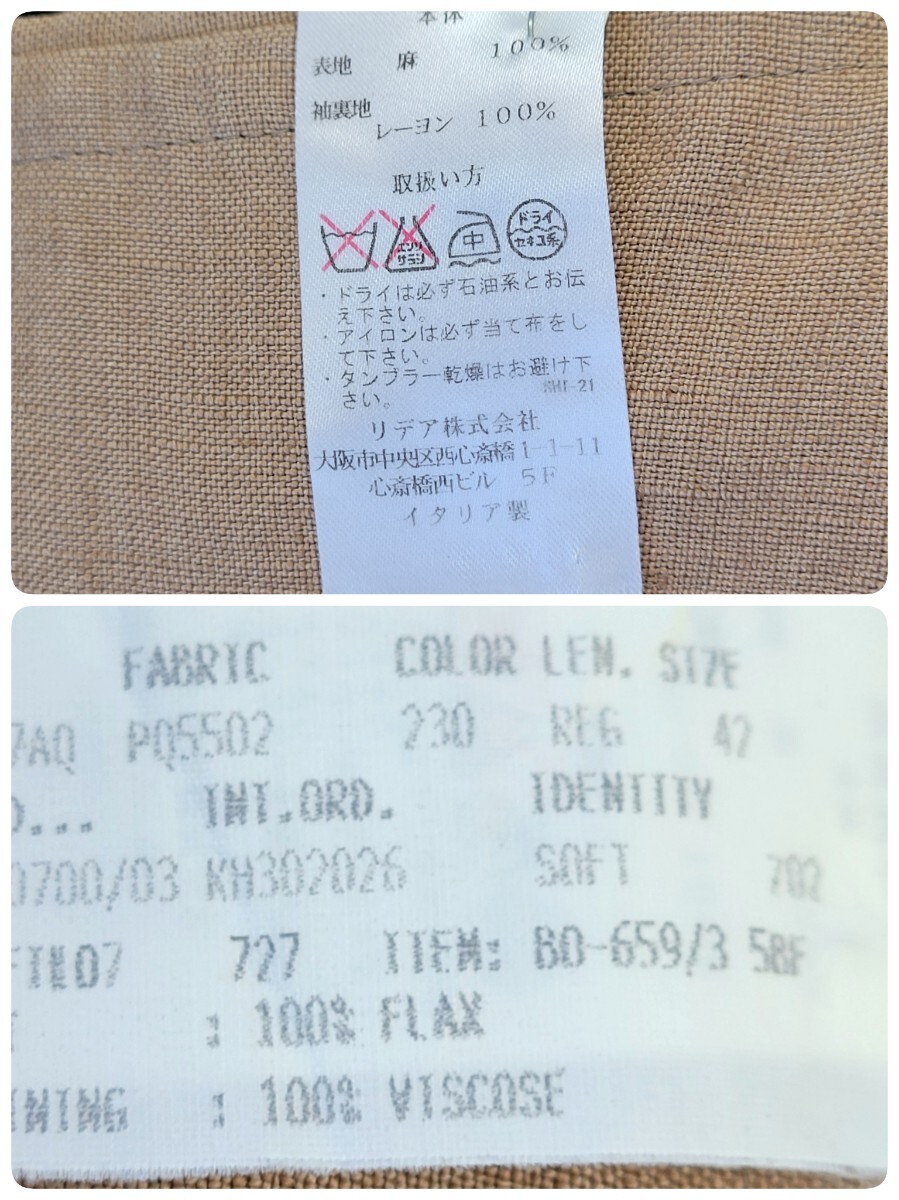 本体
表地 麻 100%
袖裏地
レーヨン 100%
取扱い方
エンソ
サラシ
中
ドライ
セキユ系
・ドライは必ず石油系とお伝
え下さい。
・アイロンは必ず当て布をし
て下さい。
・タンブラー乾燥はお避け下
さい。
リデア株式会社
大阪市中央区西心斎橋1-1-11
心斎橋西ビル 5F
イタリア製
FABRIC COLOR LEN. SIZE
7AQ PQ5502 230 REG 42
D... INT.ORD. IDENTITY
0700/03 KH302026 SOFT 702
727 ITEM: BO-659/3 5BF
: 100% FLAX
INING : 100% VISCOSE